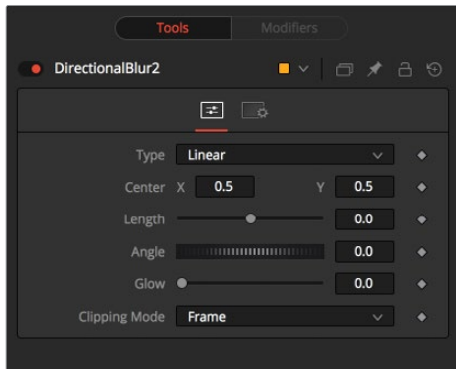 Tools Modifiers
DirectionalBlur2
Type Linear
Center X 0.5 Y 0.5
Length 0.0
Angle 0.0
Glow 0.0
Clipping Mode Frame